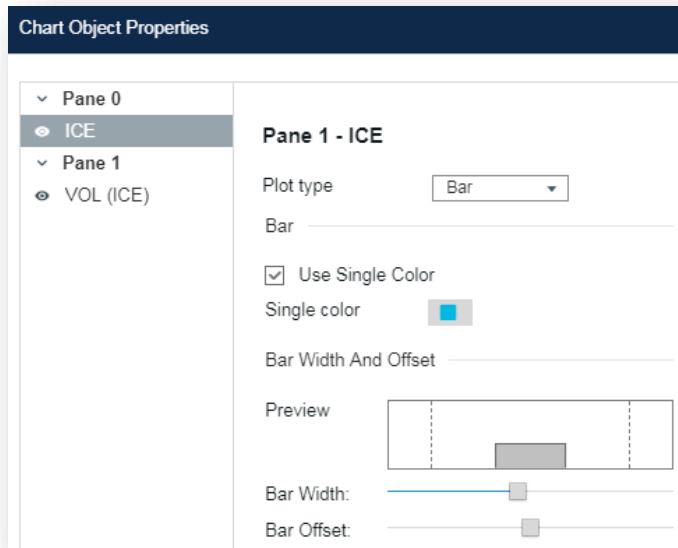 Chart Object Properties
Pane 0
ICE
Pane 1
VOL (ICE)
Pane 1 - ICE
Plot type Bar
Bar
Use Single Color
Single color
Bar Width And Offset
Preview
Bar Width:
Bar Offset: